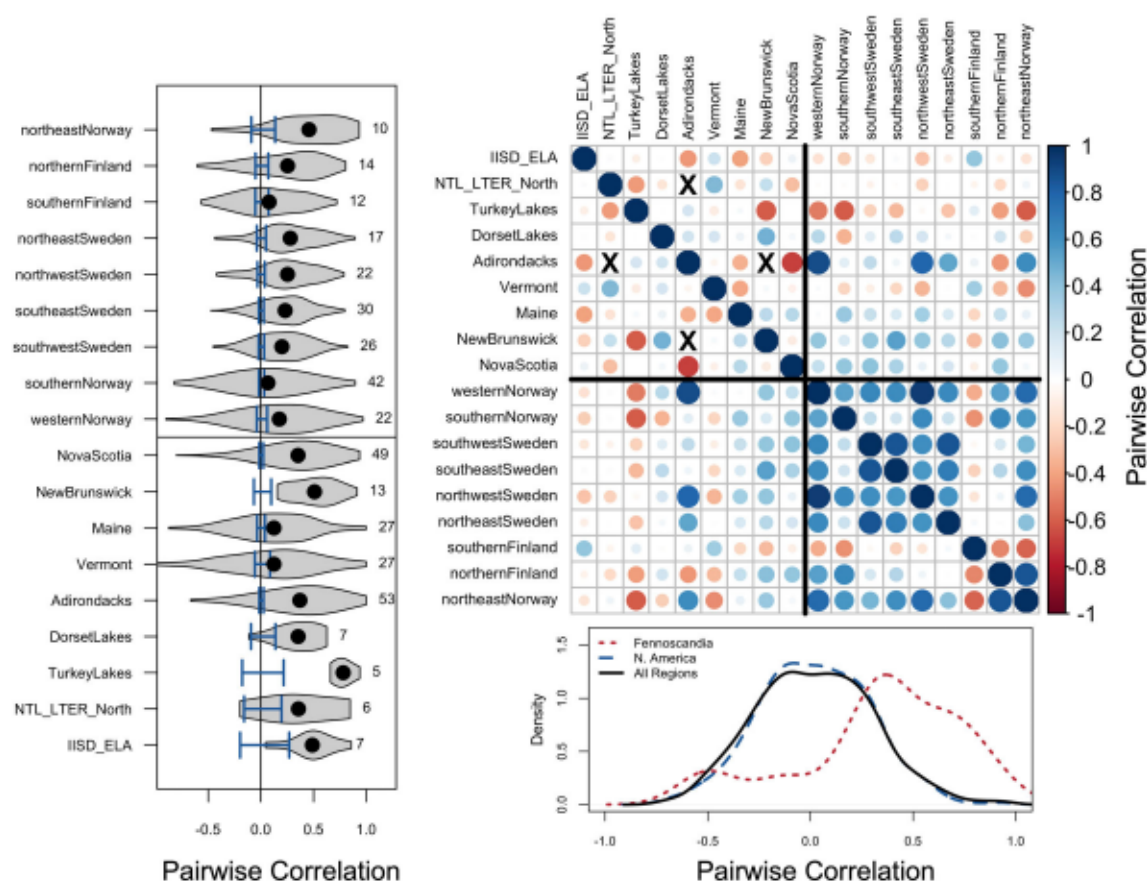 northeastNorway 10
northernFinland 14
southernFinland 12
northeastSweden 17
northwestSweden 22
southeastSweden 30
southwestSweden 26
southernNorway 42
westernNorway 22
NovaScotia 49
NewBrunswick 13
Maine 27
Vermont 27
Adirondacks 53
DorsetLakes 7
TurkeyLakes 5
NTL_LTER_North 6
IISD_ELA 7
-0.5 0.0 0.5 1.0
Pairwise Correlation
IISD_ELA
NTL_LTER_North
TurkeyLakes
DorsetLakes
Adirondacks
Vermont
Maine
NewBrunswick
NovaScotia
westernNorway
southernNorway
southwestSweden
southeastSweden
northwestSweden
northeastSweden
southernFinland
northernFinland
northeastNorway
IISD_ELA
NTL_LTER_North X
TurkeyLakes
DorsetLakes
Adirondacks X X
Vermont
Maine
NewBrunswick X
NovaScotia
westernNorway
southernNorway
southwestSweden
southeastSweden
northwestSweden
northeastSweden
southernFinland
northernFinland
northeastNorway
1
0.8
0.6
0.4
0.2
0
-0.2
-0.4
-0.6
-0.8
-1
Pairwise Correlation
Fennoscandia
N. America
All Regions
Density
1.5
1.0
0.5
0.0
-1.0 -0.5 0.0 0.5 1.0
Pairwise Correlation